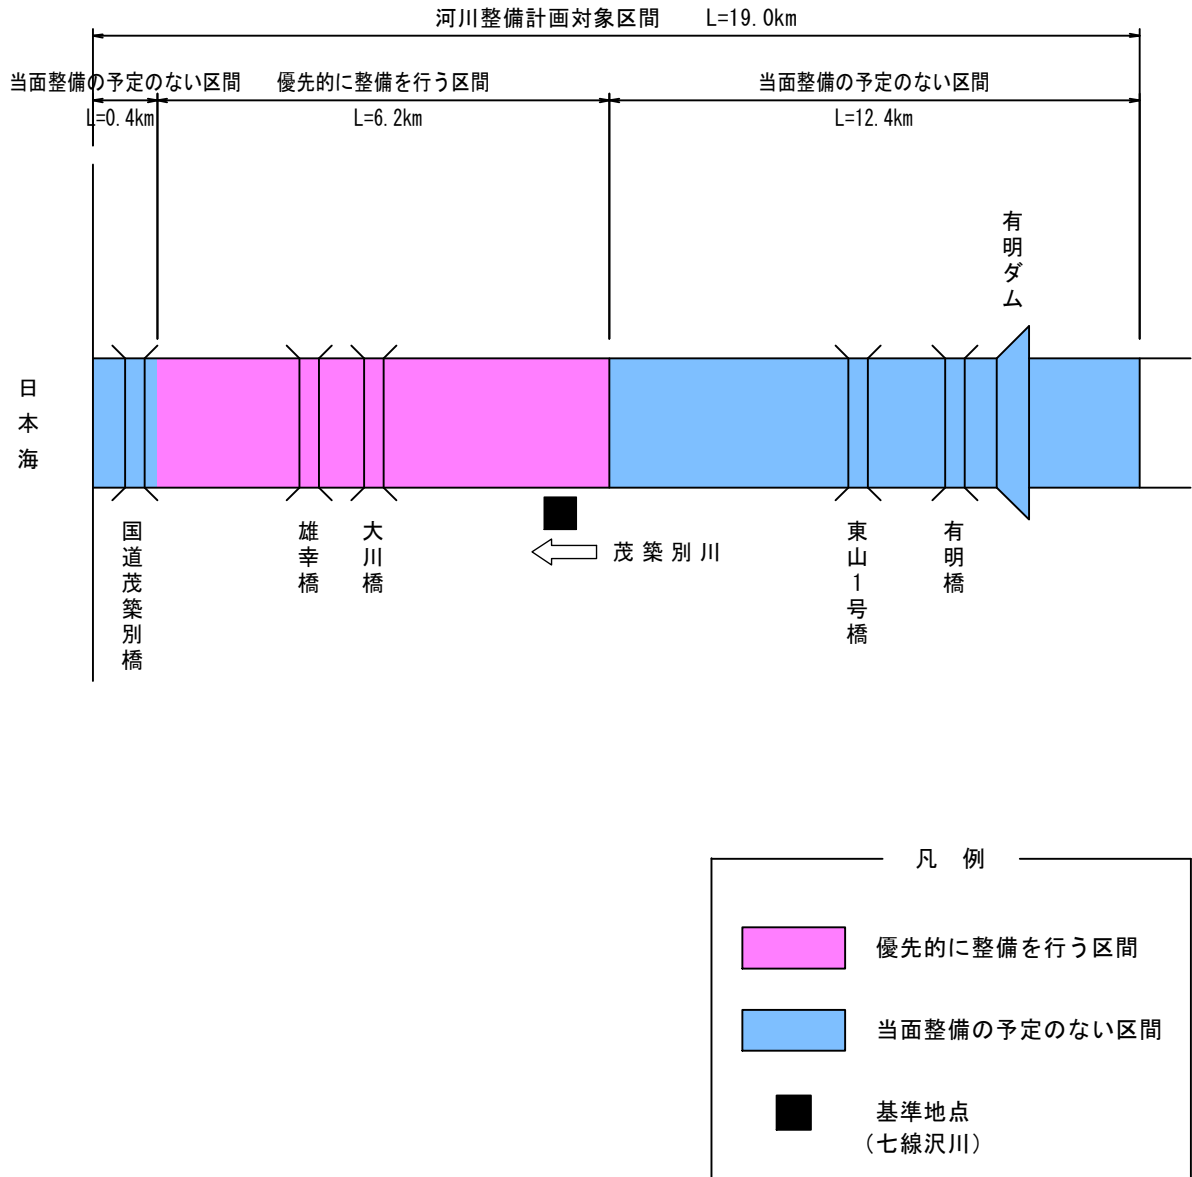 河川整備計画対象区間 L=19.0km
当面整備の予定のない区間
優先的に整備を行う区間
当面整備の予定のない区間
L=0.4km
L=6.2km
L=12.4km
有明ダム
日本海
国道茂築別橋
雄幸橋
大川橋
茂築別川
東山1号橋
有明橋
凡 例
優先的に整備を行う区間
当面整備の予定のない区間
基準地点
(七線沢川)